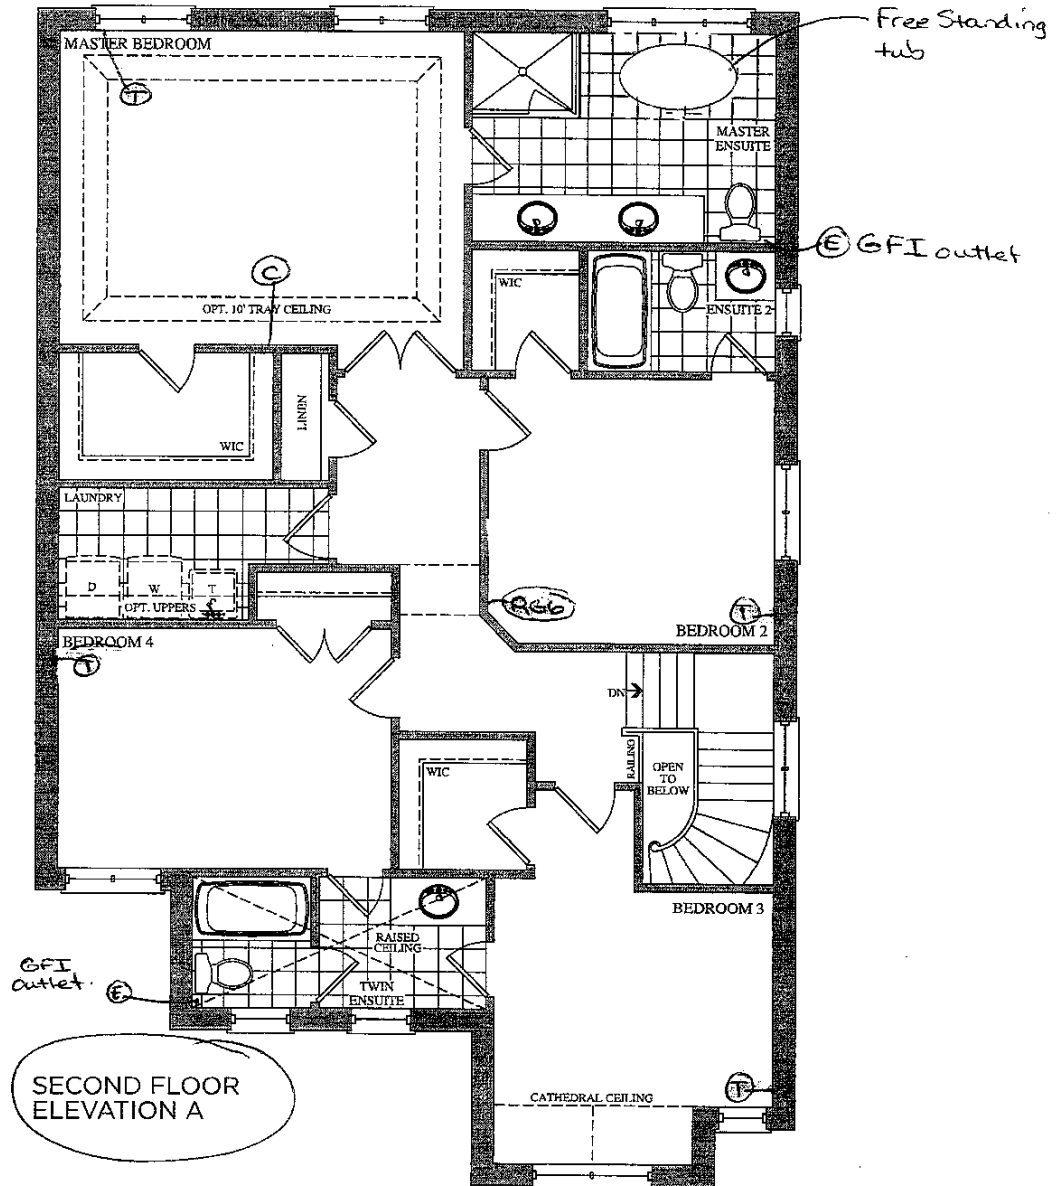 Free Standing
tub
MASTER BEDROOM
T
MASTER
ENSUITE
E GFI outlet
C
OPT. 10' TRAY CEILING
WIC
ENSUITE 2
LINEN
WIC
LAUNDRY
D
W
T
OPT. UPPERS
RG6
T
BEDROOM 2
BEDROOM 4
T
DN
RAILING
OPEN
TO
BELOW
WIC
BEDROOM 3
RAISED
CEILING
TWIN
ENSUITE
GFI
outlet.
E
SECOND FLOOR
ELEVATION A
T
CATHEDRAL CEILING